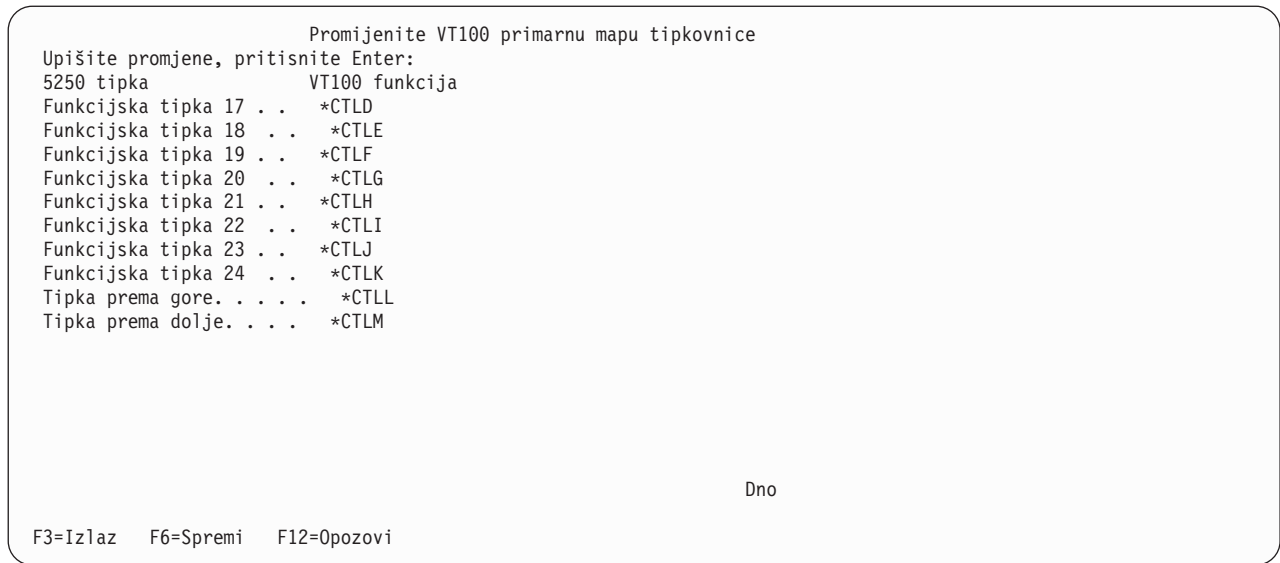 Promijenite VT100 primarnu mapu tipkovnice
Upišite promjene, pritisnite Enter:
5250 tipka VT100 funkcija
Funkcijska tipka 17 . . *CTLD
Funkcijska tipka 18 . . *CTLE
Funkcijska tipka 19 . . *CTLF
Funkcijska tipka 20 . . *CTLG
Funkcijska tipka 21 . . *CTLH
Funkcijska tipka 22 . . *CTLI
Funkcijska tipka 23 . . *CTLJ
Funkcijska tipka 24 . . *CTLK
Tipka prema gore. . . . . *CTLL
Tipka prema dolje. . . . *CTLM
Dno
F3=Izlaz F6=Spremi F12=Opozovi